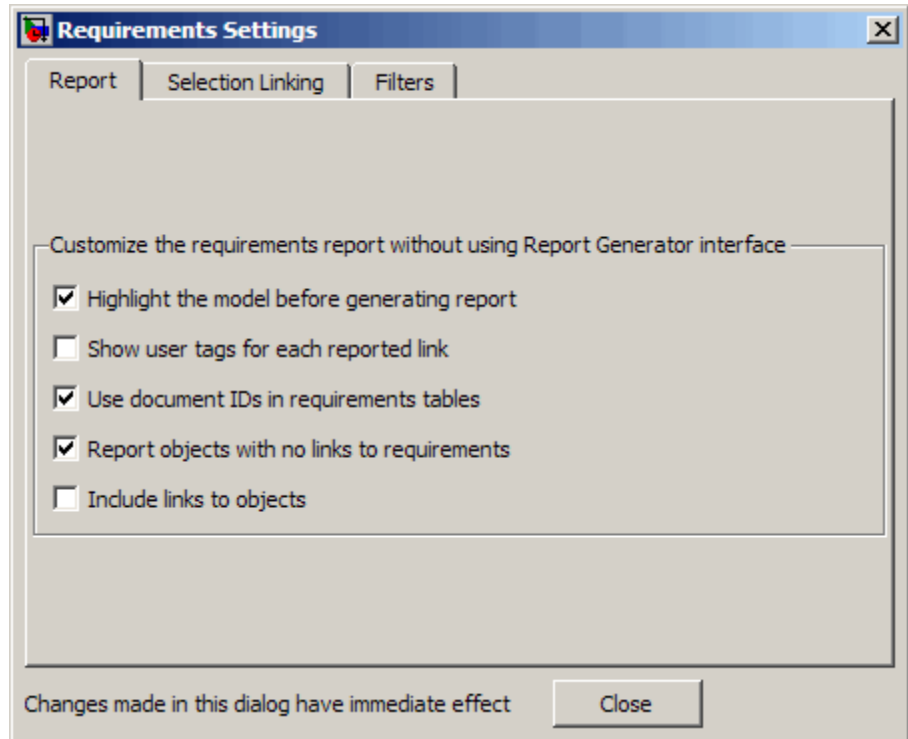 Requirements Settings
Report
Selection Linking
Filters
Customize the requirements report without using Report Generator interface
Highlight the model before generating report
Show user tags for each reported link
Use document IDs in requirements tables
Report objects with no links to requirements
Include links to objects
Changes made in this dialog have immediate effect
Close